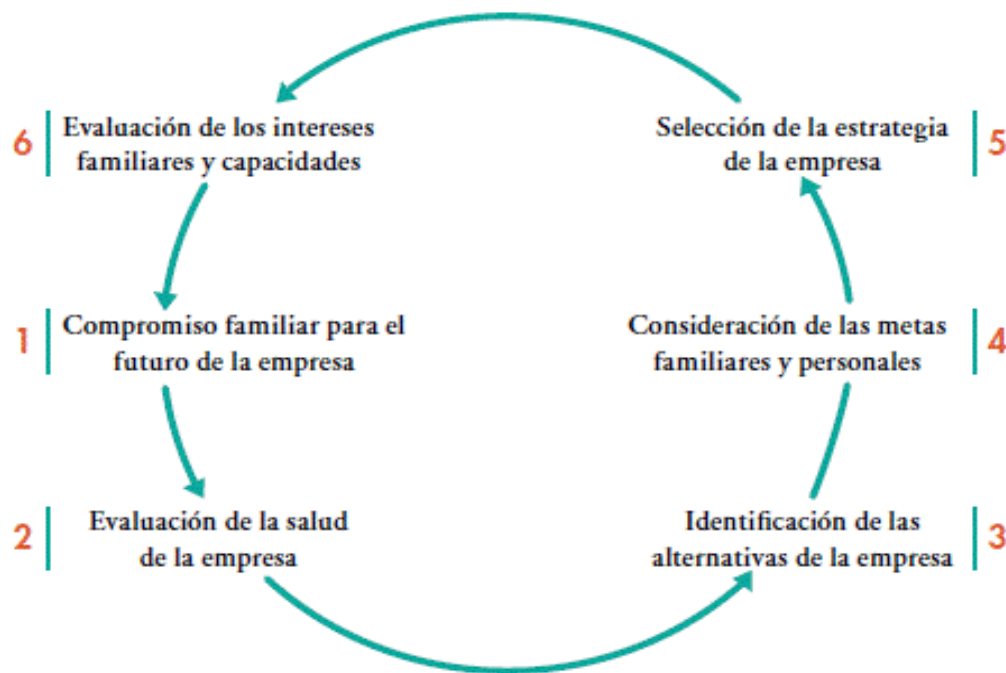 6
Evaluación de los intereses
familiares y capacidades
Selección de la estrategia
de la empresa
5
1
Compromiso familiar para el
futuro de la empresa
Consideración de las metas
familiares y personales
4
2
Evaluación de la salud
de la empresa
Identificación de las
alternativas de la empresa
3